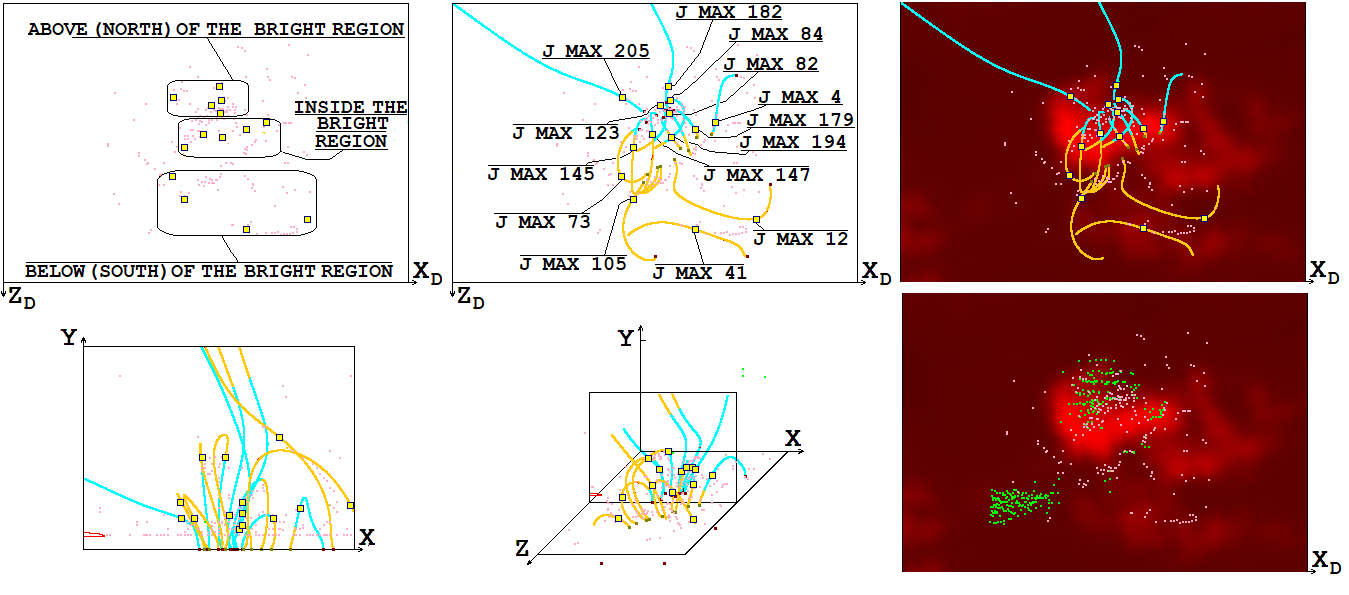 ABOVE (NORTH) OF THE BRIGHT REGION
INSIDE THE
BRIGHT
REGION
BELOW (SOUTH) OF THE BRIGHT REGION
X_D
Z_D
J MAX 182
J MAX 84
J MAX 205
J MAX 82
J MAX 4
J MAX 179
J MAX 123
J MAX 194
J MAX 145
J MAX 147
J MAX 73
J MAX 12
J MAX 105
J MAX 41
X_D
Z_D
X_D
Y
X
Y
X
Z
X_D